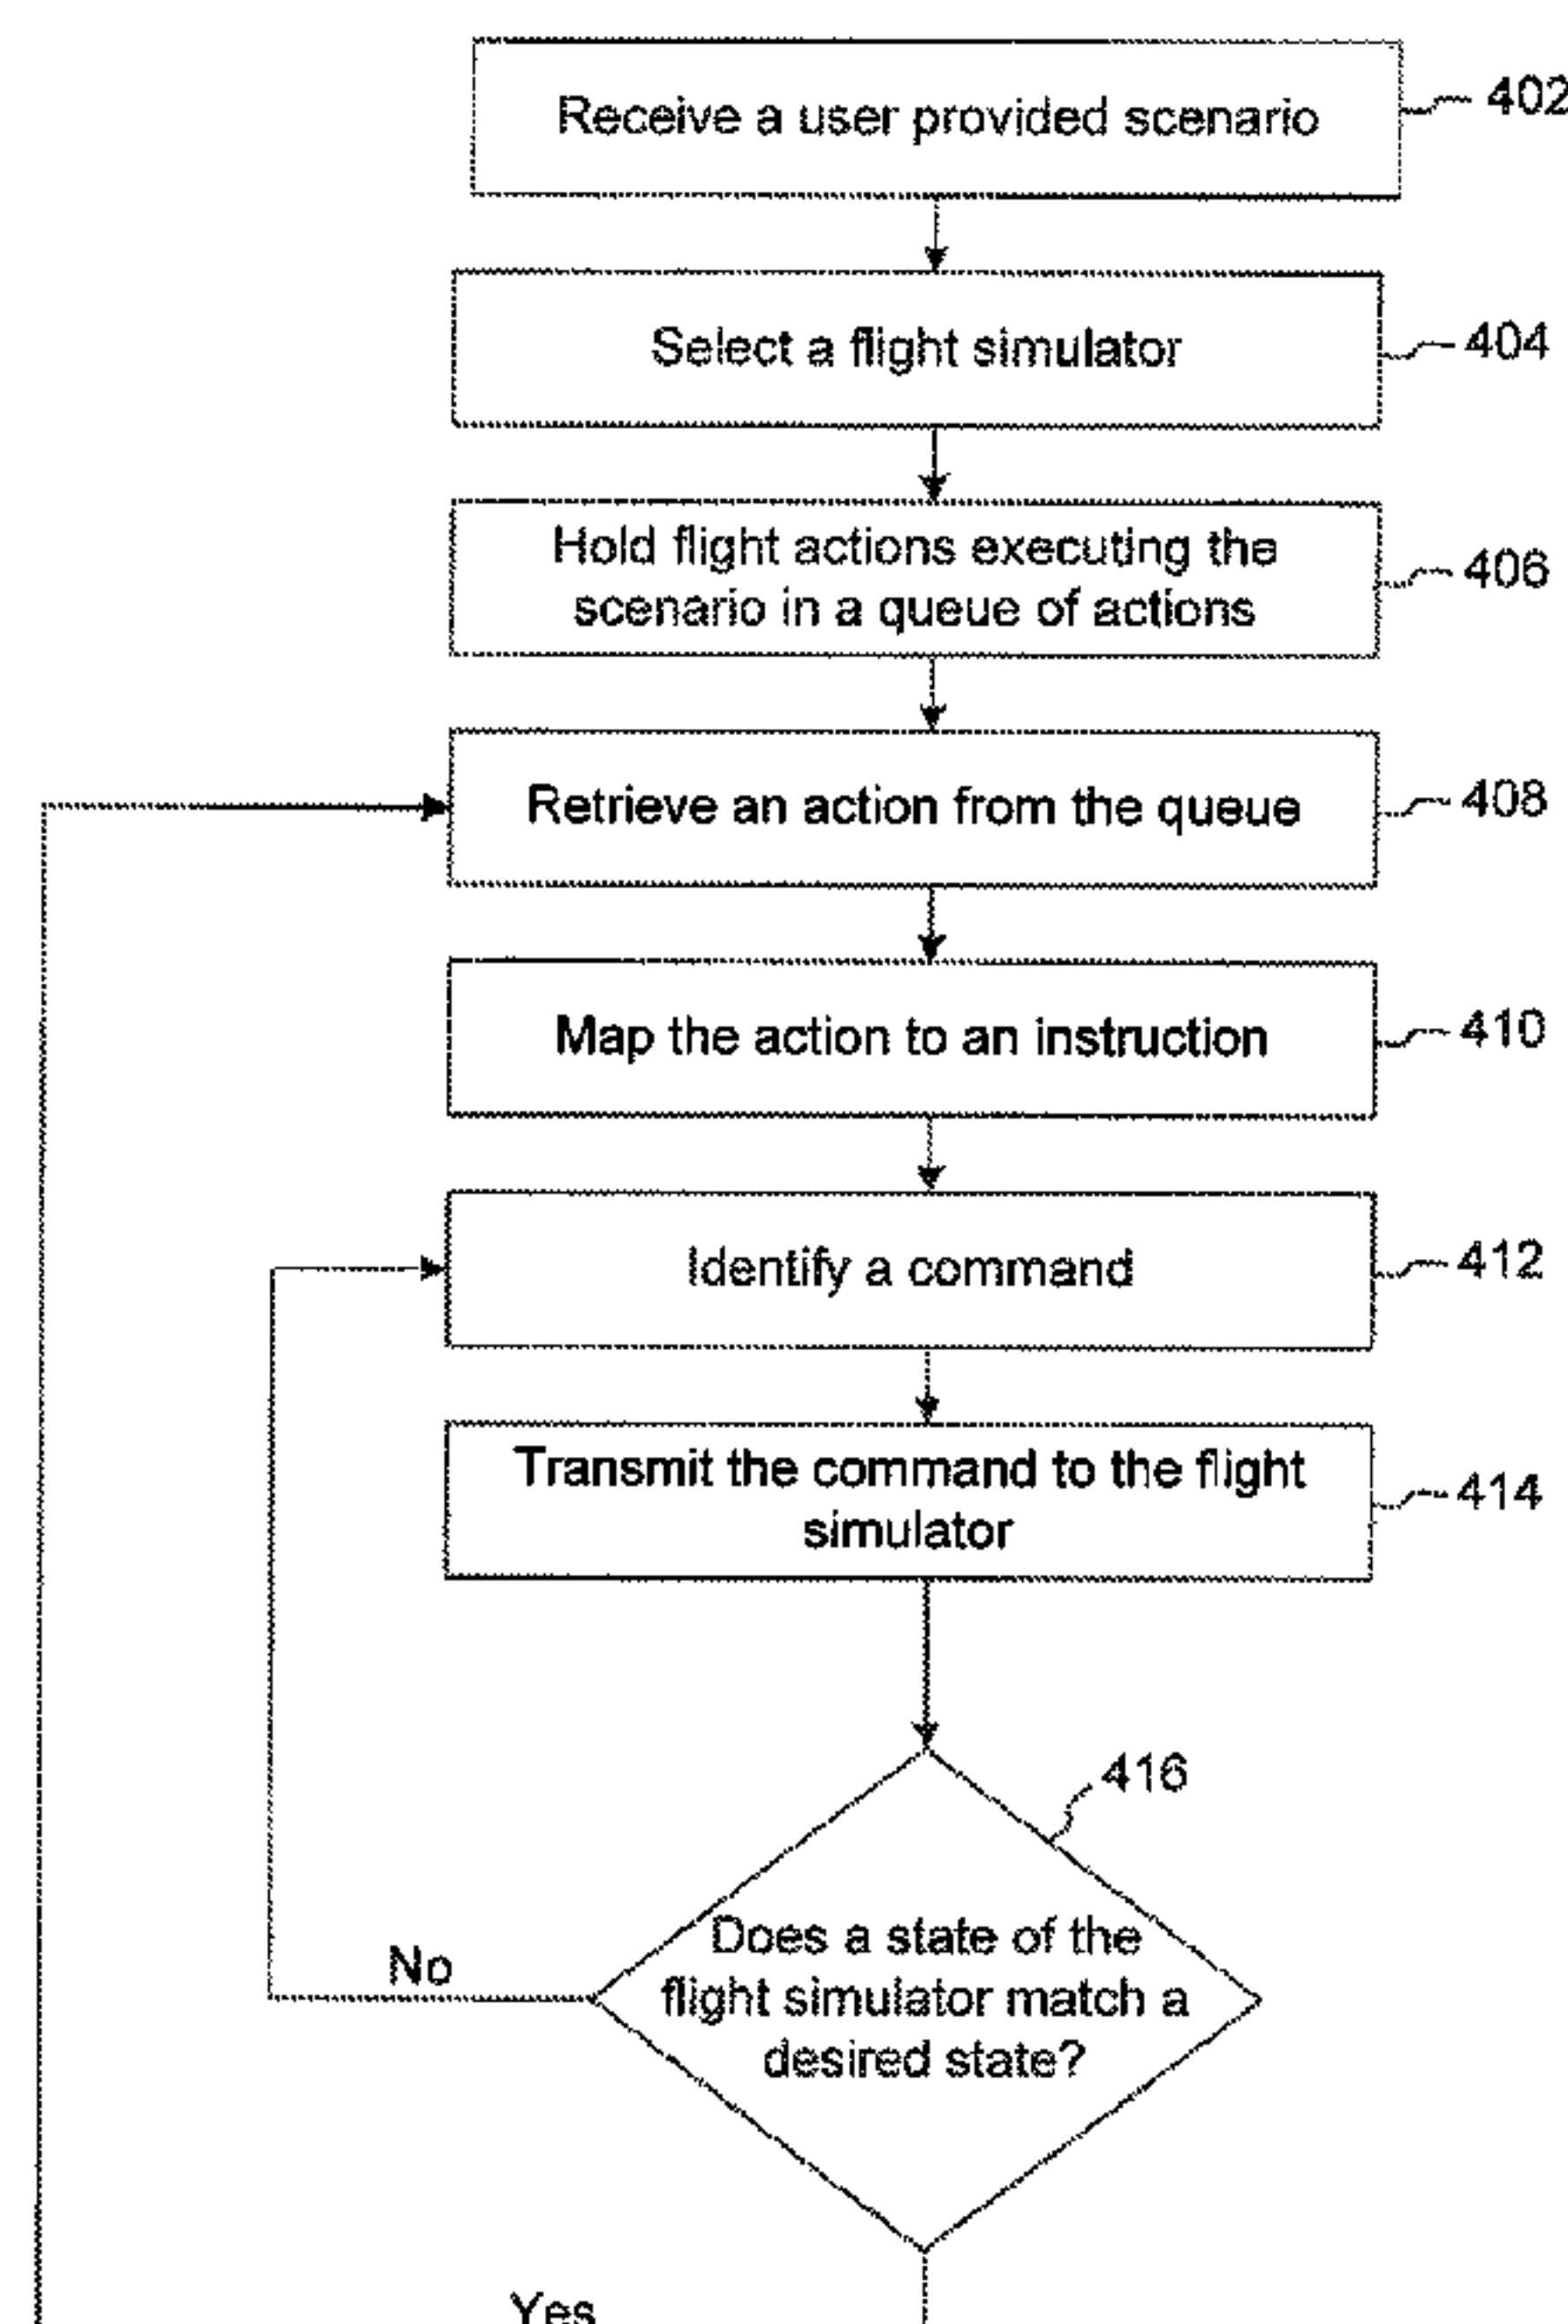 Receive a user provided scenario
402
Select a flight simulator
404
Hold flight actions executing the
scenario in a queue of actions
406
Retrieve an action from the queue
408
Map the action to an instruction
410
Identify a command
412
Transmit the command to the flight
simulator
414
416
Does a state of the
flight simulator match a
desired state?
No
Yes